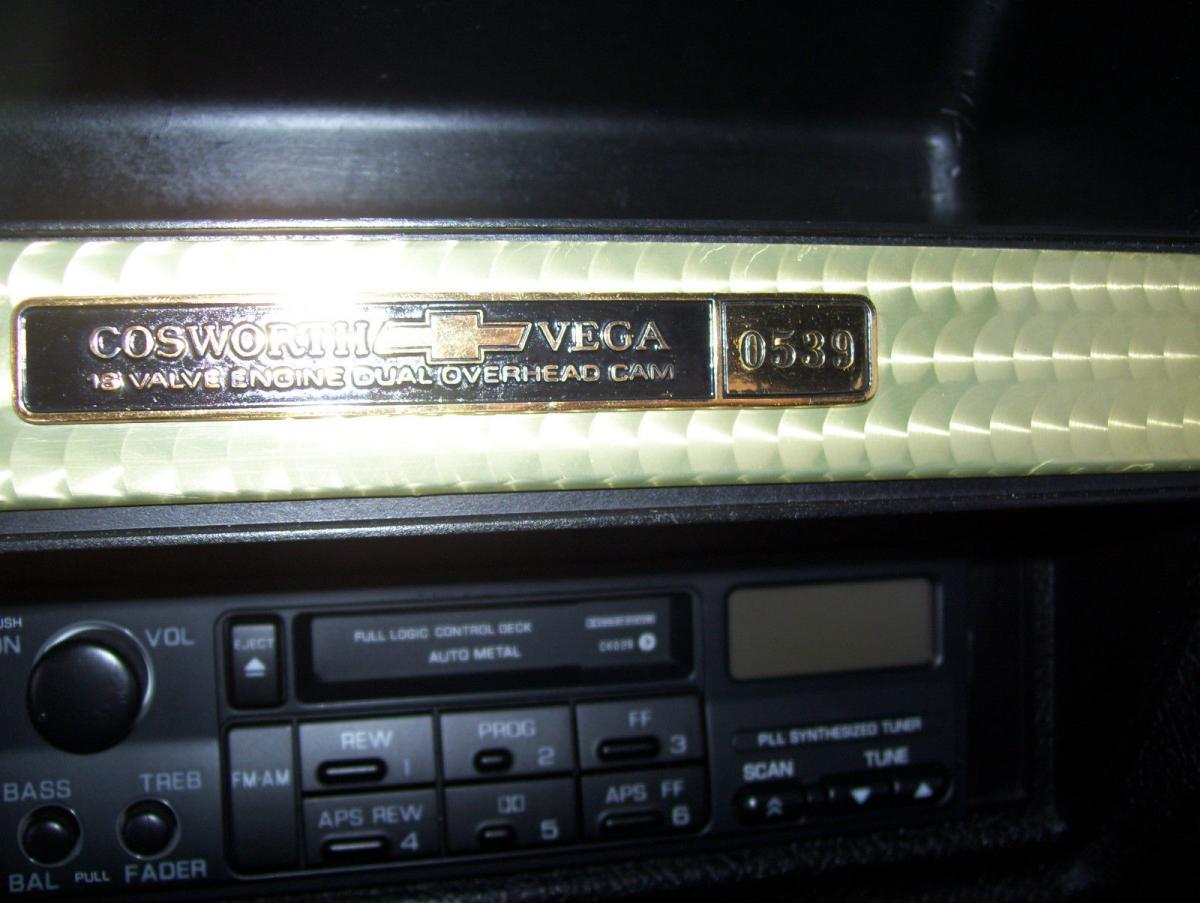 COSWORTH VEGA 0539
16 VALVE ENGINE DUAL OVERHEAD CAM
VOL
EJECT
FULL LOGIC CONTROL DECK
AUTO METAL
REW 1
PROG 2
FF 3
FM·AM
APS REW 4
5
APS FF 6
PLL SYNTHESIZED TUNER
SCAN
TUNE
BASS
TREB
BAL
PULL
FADER